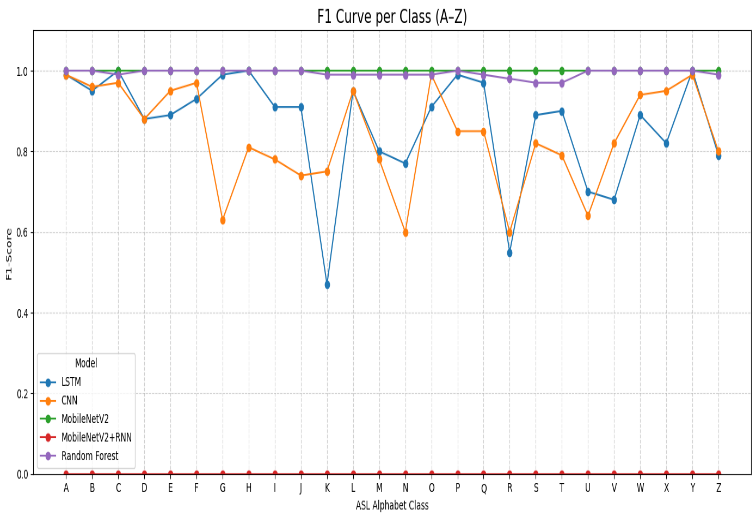 F1 Curve per Class (A–Z)
1.0
0.8
0.6
0.4
0.2
0.0
F1-Score
Model
LSTM
CNN
MobileNetV2
MobileNetV2+RNN
Random Forest
A B C D E F G H I J K L M N O P Q R S T U V W X Y Z
ASL Alphabet Class